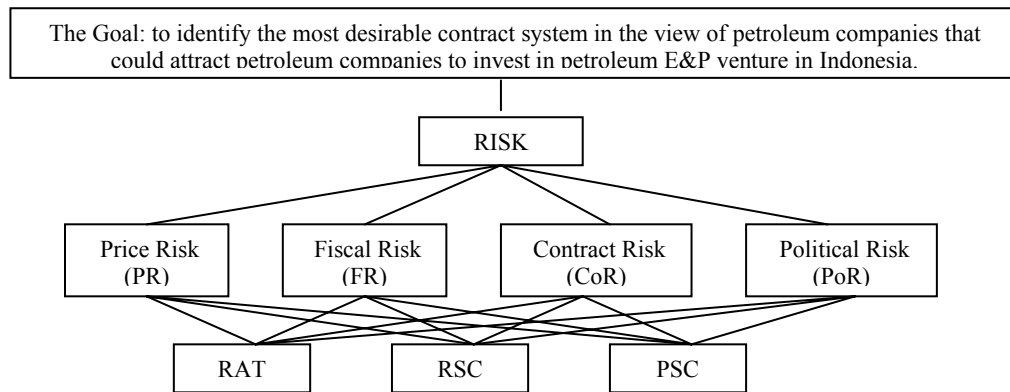 The Goal: to identify the most desirable contract system in the view of petroleum companies that
could attract petroleum companies to invest in petroleum E&P venture in Indonesia.
RISK
Price Risk
(PR)
Fiscal Risk
(FR)
Contract Risk
(CoR)
Political Risk
(PoR)
RAT
RSC
PSC